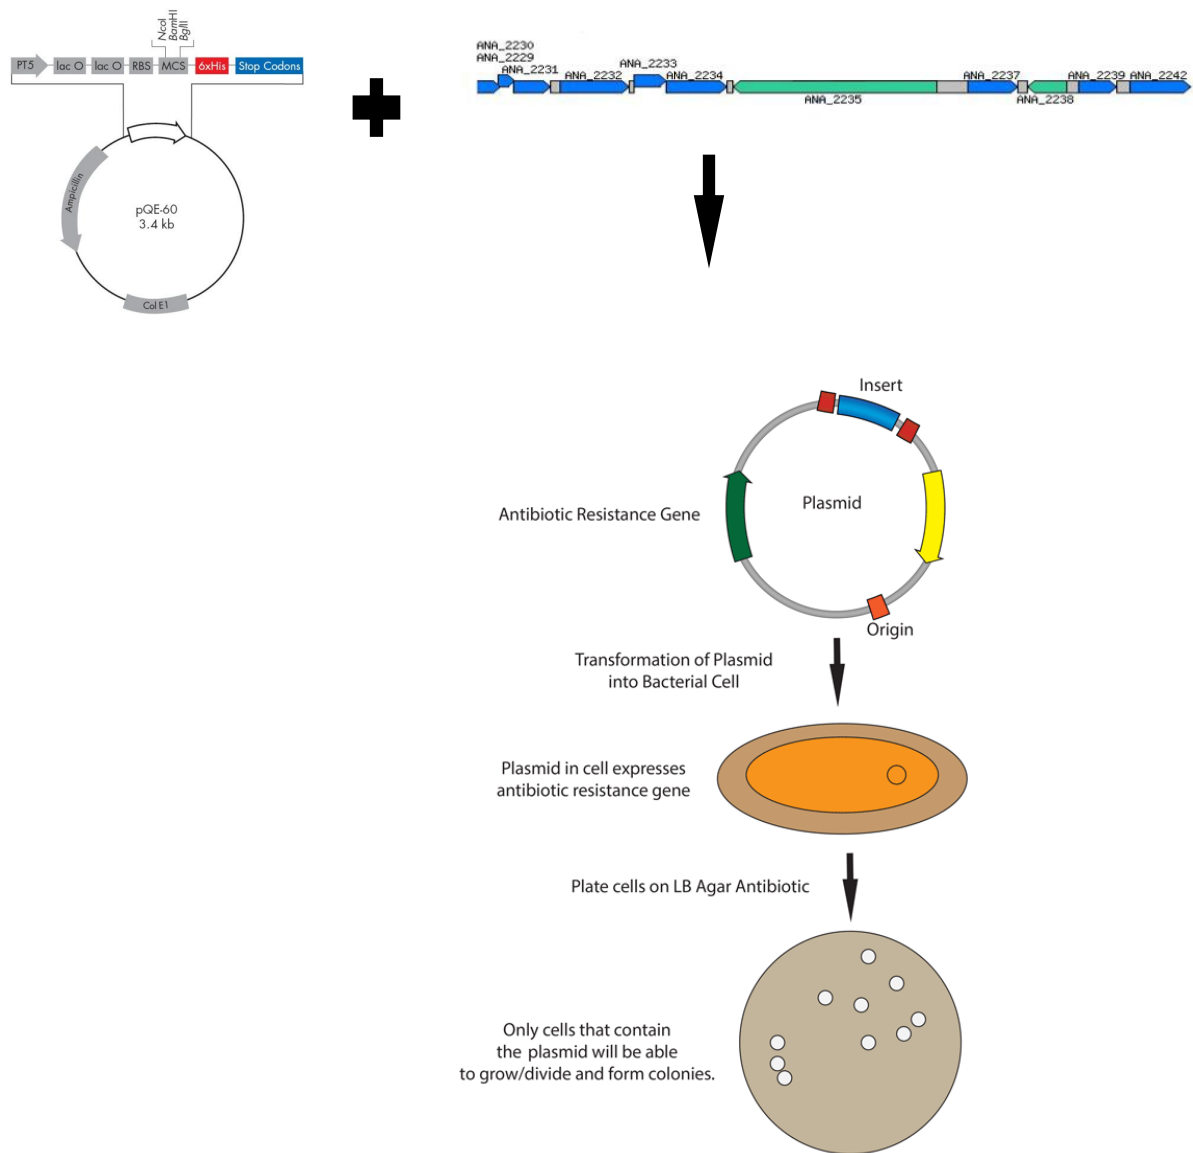 NcoI
BamHI
BglII
PT5
lac O
lac O
RBS
MCS
6xHis
Stop Codons
Ampicillin
pQE-60
3.4 kb
Col E1
ANA_2230
ANA_2229
ANA_2231
ANA_2232
ANA_2233
ANA_2234
ANA_2235
ANA_2237
ANA_2238
ANA_2239
ANA_2242
Insert
Plasmid
Antibiotic Resistance Gene
Origin
Transformation of Plasmid
into Bacterial Cell
Plasmid in cell expresses
antibiotic resistance gene
Plate cells on LB Agar Antibiotic
Only cells that contain
the plasmid will be able
to grow/divide and form colonies.